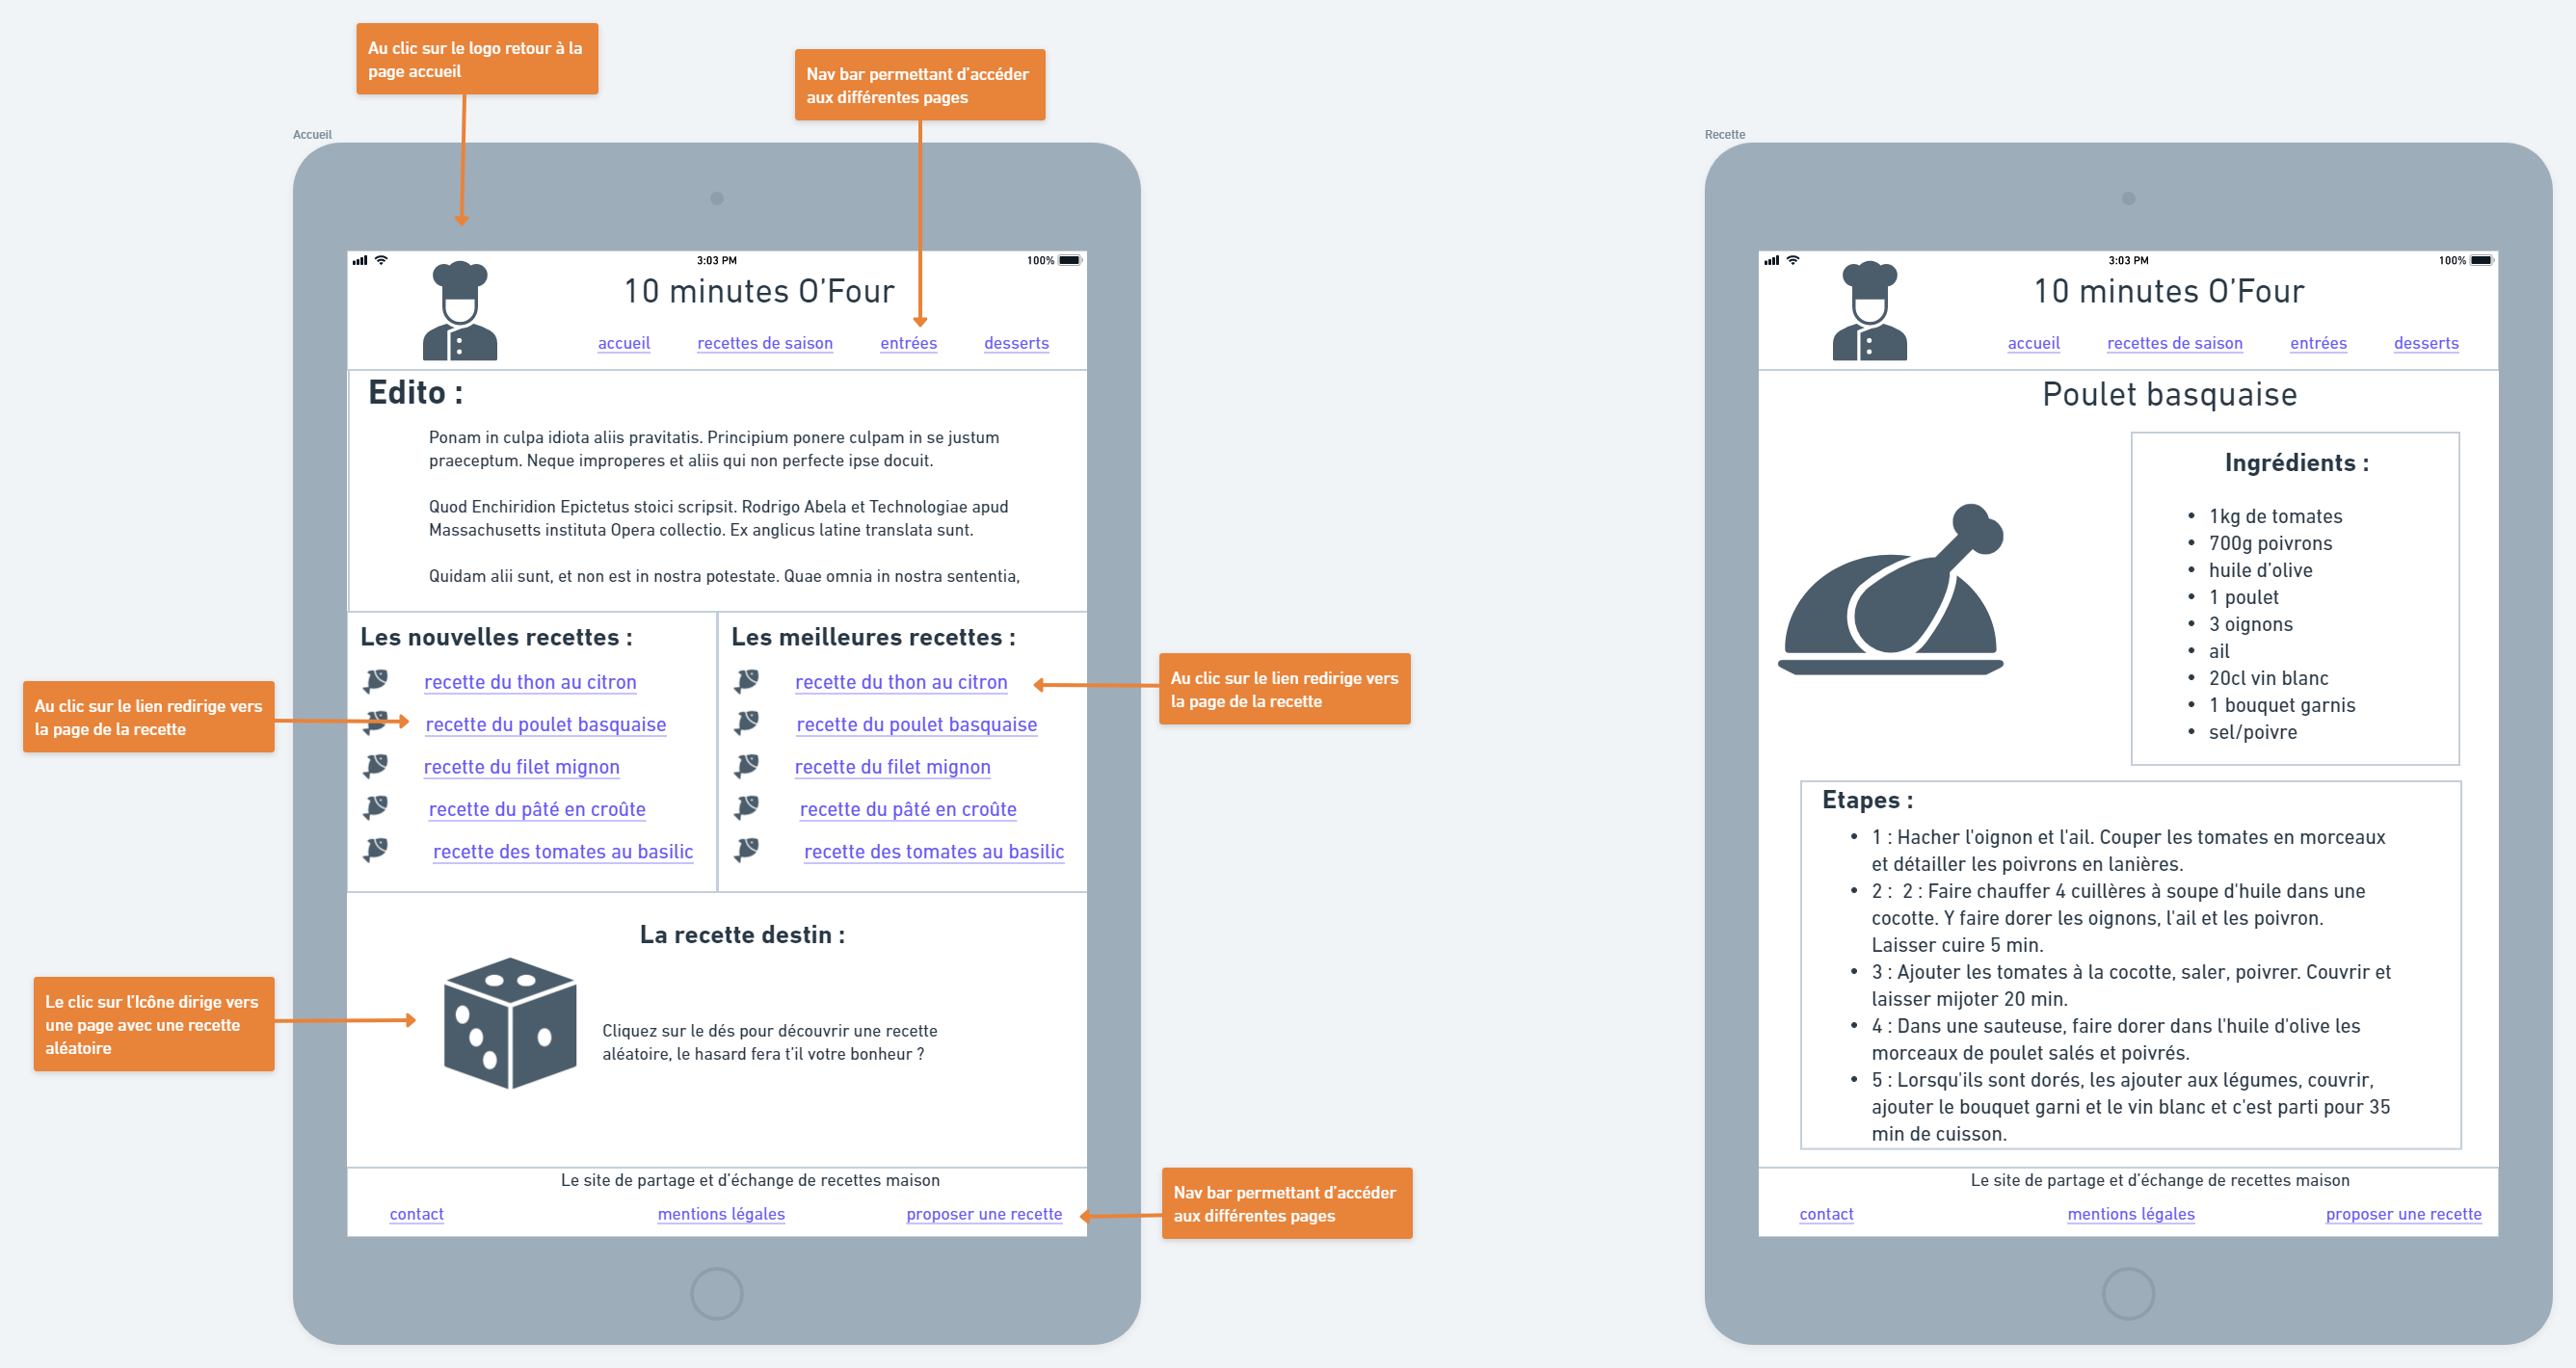 Au clic sur le logo retour à la
page accueil
Nav bar permettant d'accéder
aux différentes pages
Accueil
3:03 PM
100%
10 minutes O'Four
accueil
recettes de saison
entrées
desserts
Edito :
Ponam in culpa idiota aliis pravitatis. Principium ponere culpam in se justum
praeceptum. Neque improperes et aliis qui non perfecte ipse docuit.
Quod Enchiridion Epictetus stoici scripsit. Rodrigo Abela et Technologiae apud
Massachusetts instituta Opera collectio. Ex anglicus latine translata sunt.
Quidam alii sunt, et non est in nostra potestate. Quae omnia in nostra sententia,
Les nouvelles recettes :
recette du thon au citron
recette du poulet basquaise
recette du filet mignon
recette du pâté en croûte
recette des tomates au basilic
Au clic sur le lien redirige vers
la page de la recette
Les meilleures recettes :
recette du thon au citron
recette du poulet basquaise
recette du filet mignon
recette du pâté en croûte
recette des tomates au basilic
Au clic sur le lien redirige vers
la page de la recette
La recette destin :
Le clic sur l'Icône dirige vers
une page avec une recette
aléatoire
Cliquez sur le dés pour découvrir une recette
aléatoire, le hasard fera t'il votre bonheur ?
Le site de partage et d'échange de recettes maison
contact
mentions légales
proposer une recette
Nav bar permettant d'accéder
aux différentes pages
Recette
3:03 PM
100%
10 minutes O'Four
accueil
recettes de saison
entrées
desserts
Poulet basquaise
Ingrédients :
• 1kg de tomates
• 700g poivrons
• huile d'olive
• 1 poulet
• 3 oignons
• ail
• 20cl vin blanc
• 1 bouquet garnis
• sel/poivre
Etapes :
• 1 : Hacher l'oignon et l'ail. Couper les tomates en morceaux
et détailler les poivrons en lanières.
• 2 :  2 : Faire chauffer 4 cuillères à soupe d'huile dans une
cocotte. Y faire dorer les oignons, l'ail et les poivron.
Laisser cuire 5 min.
• 3 : Ajouter les tomates à la cocotte, saler, poivrer. Couvrir et
laisser mijoter 20 min.
• 4 : Dans une sauteuse, faire dorer dans l'huile d'olive les
morceaux de poulet salés et poivrés.
• 5 : Lorsqu'ils sont dorés, les ajouter aux légumes, couvrir,
ajouter le bouquet garni et le vin blanc et c'est parti pour 35
min de cuisson.
Le site de partage et d'échange de recettes maison
contact
mentions légales
proposer une recette